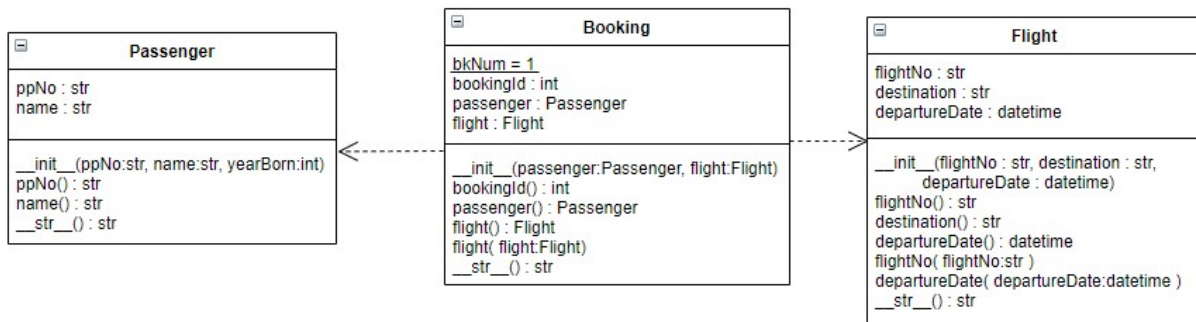 Passenger
ppNo : str
name : str
__init__(ppNo:str, name:str, yearBorn:int)
ppNo() : str
name() : str
__str__() : str
Booking
bkNum = 1
bookingId : int
passenger : Passenger
flight : Flight
__init__(passenger:Passenger, flight:Flight)
bookingId() : int
passenger() : Passenger
flight() : Flight
flight( flight:Flight)
__str__() : str
Flight
flightNo : str
destination : str
departureDate : datetime
__init__(flightNo : str, destination : str,
departureDate : datetime)
flightNo() : str
destination() : str
departureDate() : datetime
flightNo( flightNo:str )
departureDate( departureDate:datetime )
__str__() : str